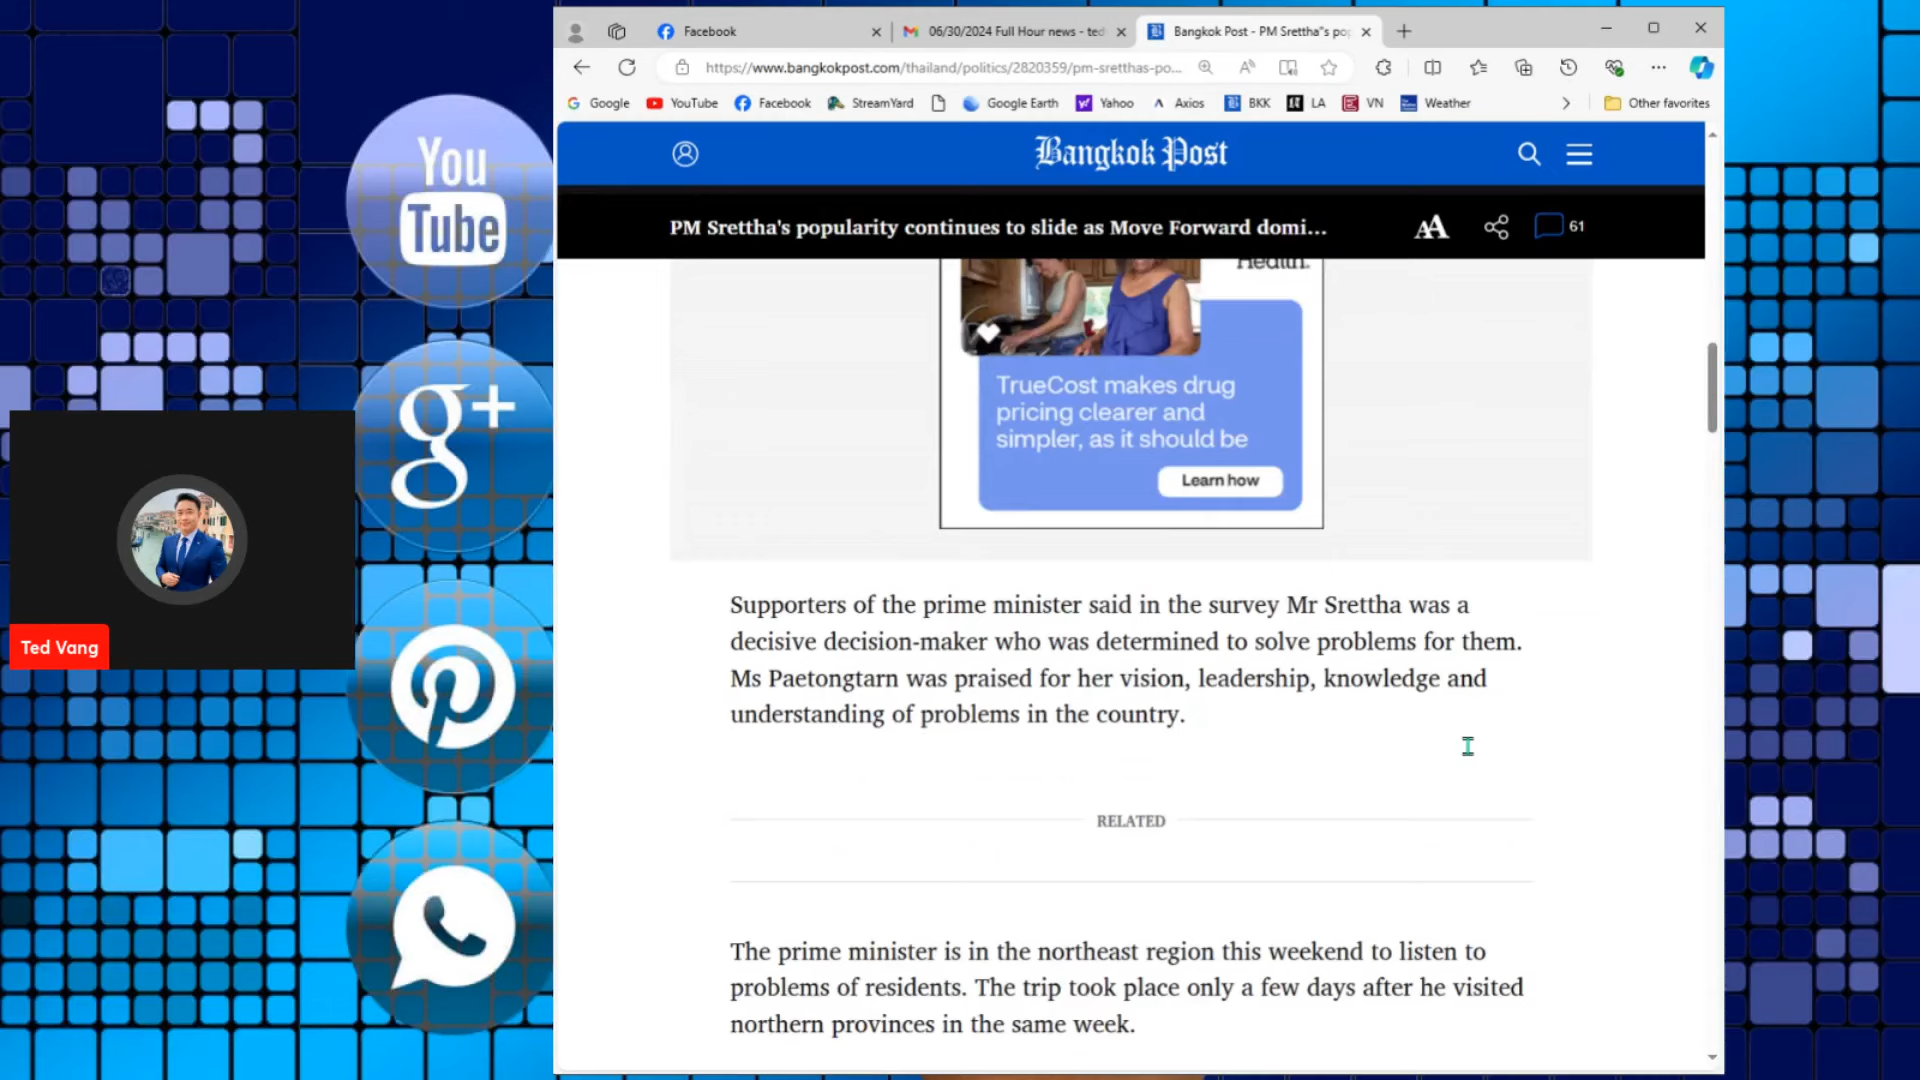 Facebook
06/30/2024 Full Hour news - ted
Bangkok Post - PM Srettha"s po
https://www.bangkokpost.com/thailand/politics/2820359/pm-sretthas-po...
Google
YouTube
Facebook
StreamYard
Google Earth
Yahoo
Axios
BKK
LA
VN
Weather
Other favorites
Bangkok Post
PM Srettha's popularity continues to slide as Move Forward domi...
AA
61
Health.
TrueCost makes drug
pricing clearer and
simpler, as it should be
Learn how
Supporters of the prime minister said in the survey Mr Srettha was a
decisive decision-maker who was determined to solve problems for them.
Ms Paetongtarn was praised for her vision, leadership, knowledge and
understanding of problems in the country.
RELATED
The prime minister is in the northeast region this weekend to listen to
problems of residents. The trip took place only a few days after he visited
northern provinces in the same week.
You
Tube
g+
Ted Vang